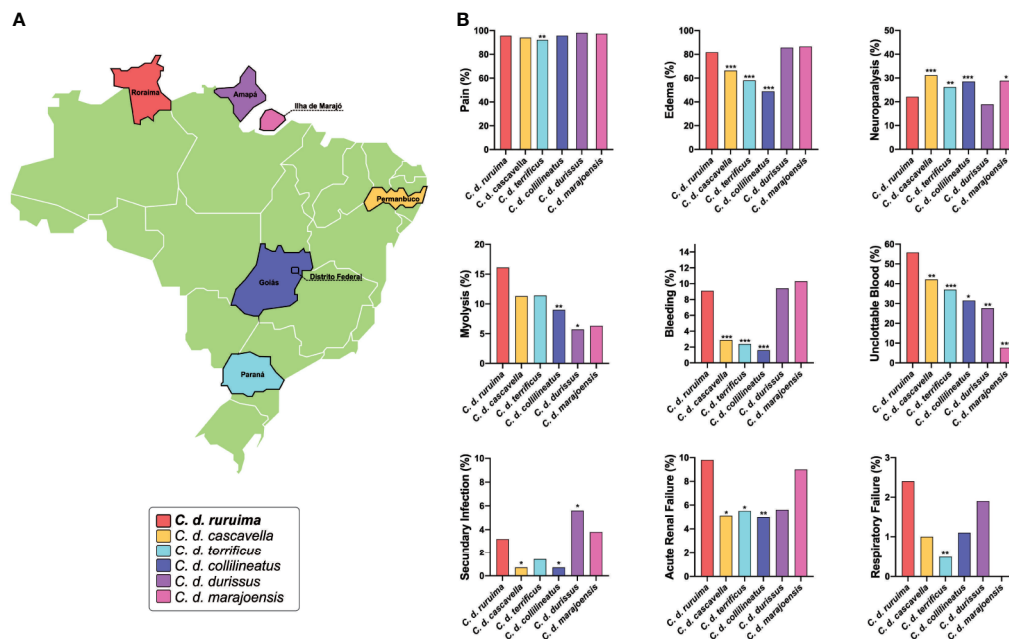 A
Roraima
Amapá
Ilha de Marajó
Permanbuco
Goiás
Distrito Federal
Paraná
C. d. ruruima
C. d. cascavella
C. d. torrificus
C. d. collilineatus
C. d. durissus
C. d. marajoensis
B
Pain (%)
100
80
60
40
20
0
**
C. d. ruruima
C. d. cascavella
C. d. terrificus
C. d. collilineatus
C. d. durissus
C. d. marajoensis
Edema (%)
100
80
60
40
20
0
***
***
***
C. d. ruruima
C. d. cascavella
C. d. terrificus
C. d. collilineatus
C. d. durissus
C. d. marajoensis
Neuroparalysis (%)
50
40
30
20
10
0
***
**
***
*
C. d. ruruima
C. d. cascavella
C. d. terrificus
C. d. collilineatus
C. d. durissus
C. d. marajoensis
Myolysis (%)
20
15
10
5
0
**
*
C. d. ruruima
C. d. cascavella
C. d. terrificus
C. d. collilineatus
C. d. durissus
C. d. marajoensis
Bleeding (%)
12
10
8
6
4
2
0
***
***
***
C. d. ruruima
C. d. cascavella
C. d. terrificus
C. d. collilineatus
C. d. durissus
C. d. marajoensis
Unclottable Blood (%)
60
50
40
30
20
10
0
**
***
*
**
***
C. d. ruruima
C. d. cascavella
C. d. terrificus
C. d. collilineatus
C. d. durissus
C. d. marajoensis
Secundary Infection (%)
10
8
6
4
2
0
*
*
*
C. d. ruruima
C. d. cascavella
C. d. terrificus
C. d. collilineatus
C. d. durissus
C. d. marajoensis
Acute Renal Failure (%)
10
8
6
4
2
0
*
*
**
C. d. ruruima
C. d. cascavella
C. d. terrificus
C. d. collilineatus
C. d. durissus
C. d. marajoensis
Respiratory Failure (%)
3
2
1
0
**
C. d. ruruima
C. d. cascavella
C. d. terrificus
C. d. collilineatus
C. d. durissus
C. d. marajoensis